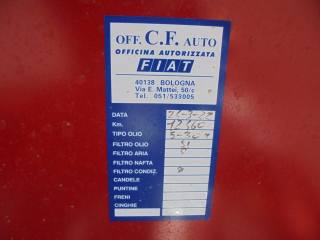 OFF. C.F. AUTO
OFFICINA AUTORIZZATA
FIAT
40138 BOLOGNA
Via E. Mattei, 50/c
Tel. 051/533005
DATA
Km.
TIPO OLIO
FILTRO OLIO
FILTRO ARIA
FILTRO NAFTA
FILTRO CONDIZ.
CANDELE
PUNTINE
FRENI
CINGHIE